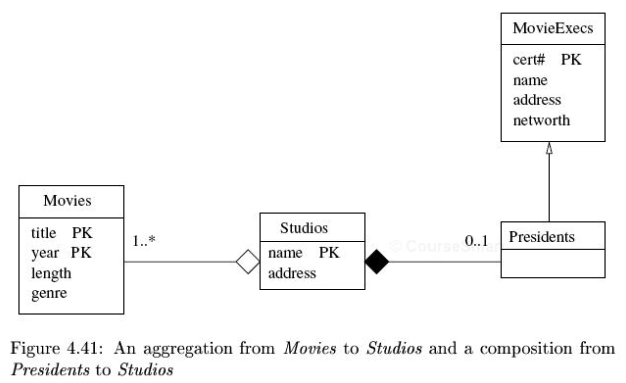 MovieExecs
cert# PK
name
address
networth
Movies
title PK
year PK
length
genre
1..*
Studios
name PK
address
0..1
Presidents
Figure 4.41: An aggregation from Movies to Studios and a composition from
Presidents to Studios